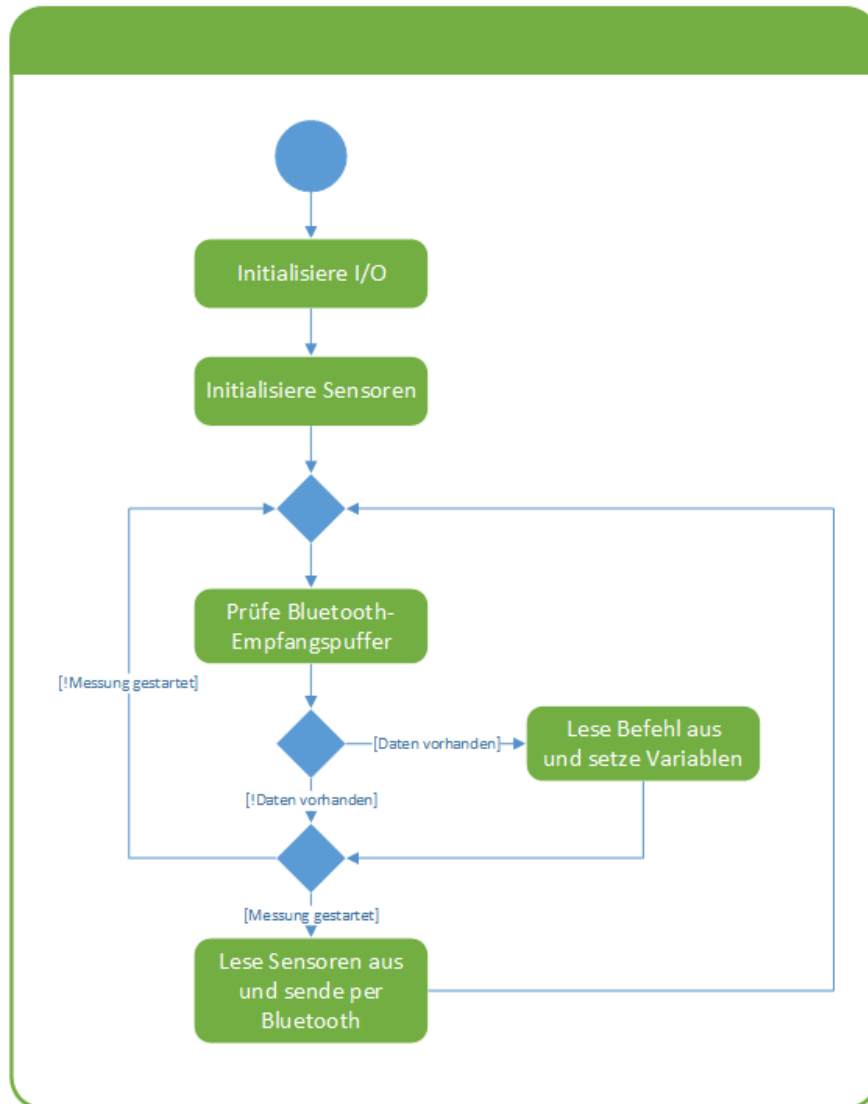 Initialisiere I/O
Initialisiere Sensoren
Prüfe Bluetooth-
Empfangspuffer
[!Messung gestartet]
[Daten vorhanden]
Lese Befehl aus
und setze Variablen
[!Daten vorhanden]
[Messung gestartet]
Lese Sensoren aus
und sende per
Bluetooth